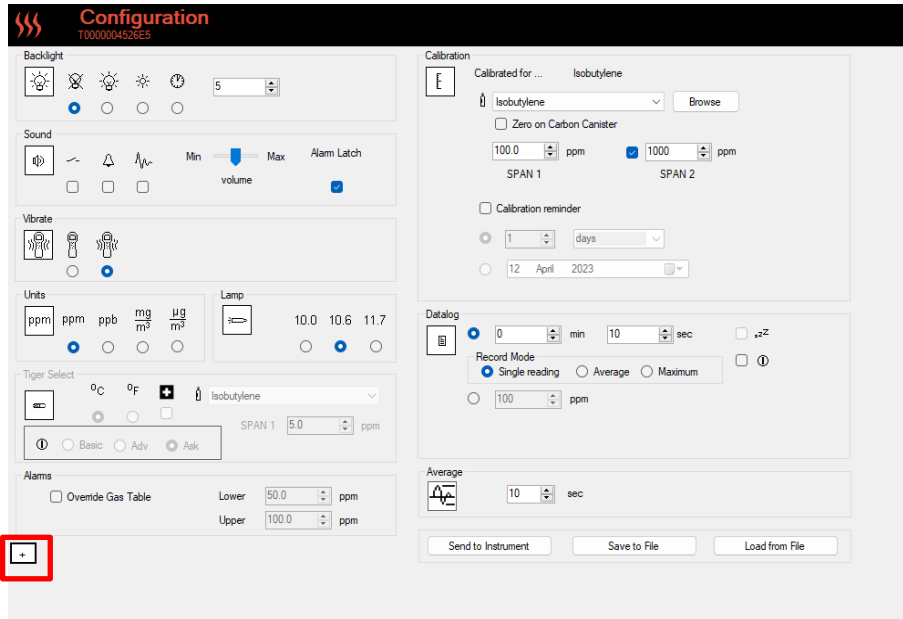 Configuration
T0000004526E5
Backlight
5
Sound
Min
Max
volume
Alarm Latch
Vibrate
Units
ppm
ppm
ppb
mg
m³
µg
m³
Lamp
10.0 10.6 11.7
Tiger Select
ºC
ºF
Isobutylene
SPAN 1
5.0
ppm
Basic
Adv
Ask
Alarms
Override Gas Table
Lower
50.0
ppm
Upper
100.0
ppm
+
Calibration
Calibrated for ...
Isobutylene
Isobutylene
Browse
Zero on Carbon Canister
100.0
ppm
1000
ppm
SPAN 1
SPAN 2
Calibration reminder
1
days
12 April 2023
Datalog
0
min
10
sec
zzZ
Record Mode
Single reading
Average
Maximum
100
ppm
Average
10
sec
Send to Instrument
Save to File
Load from File